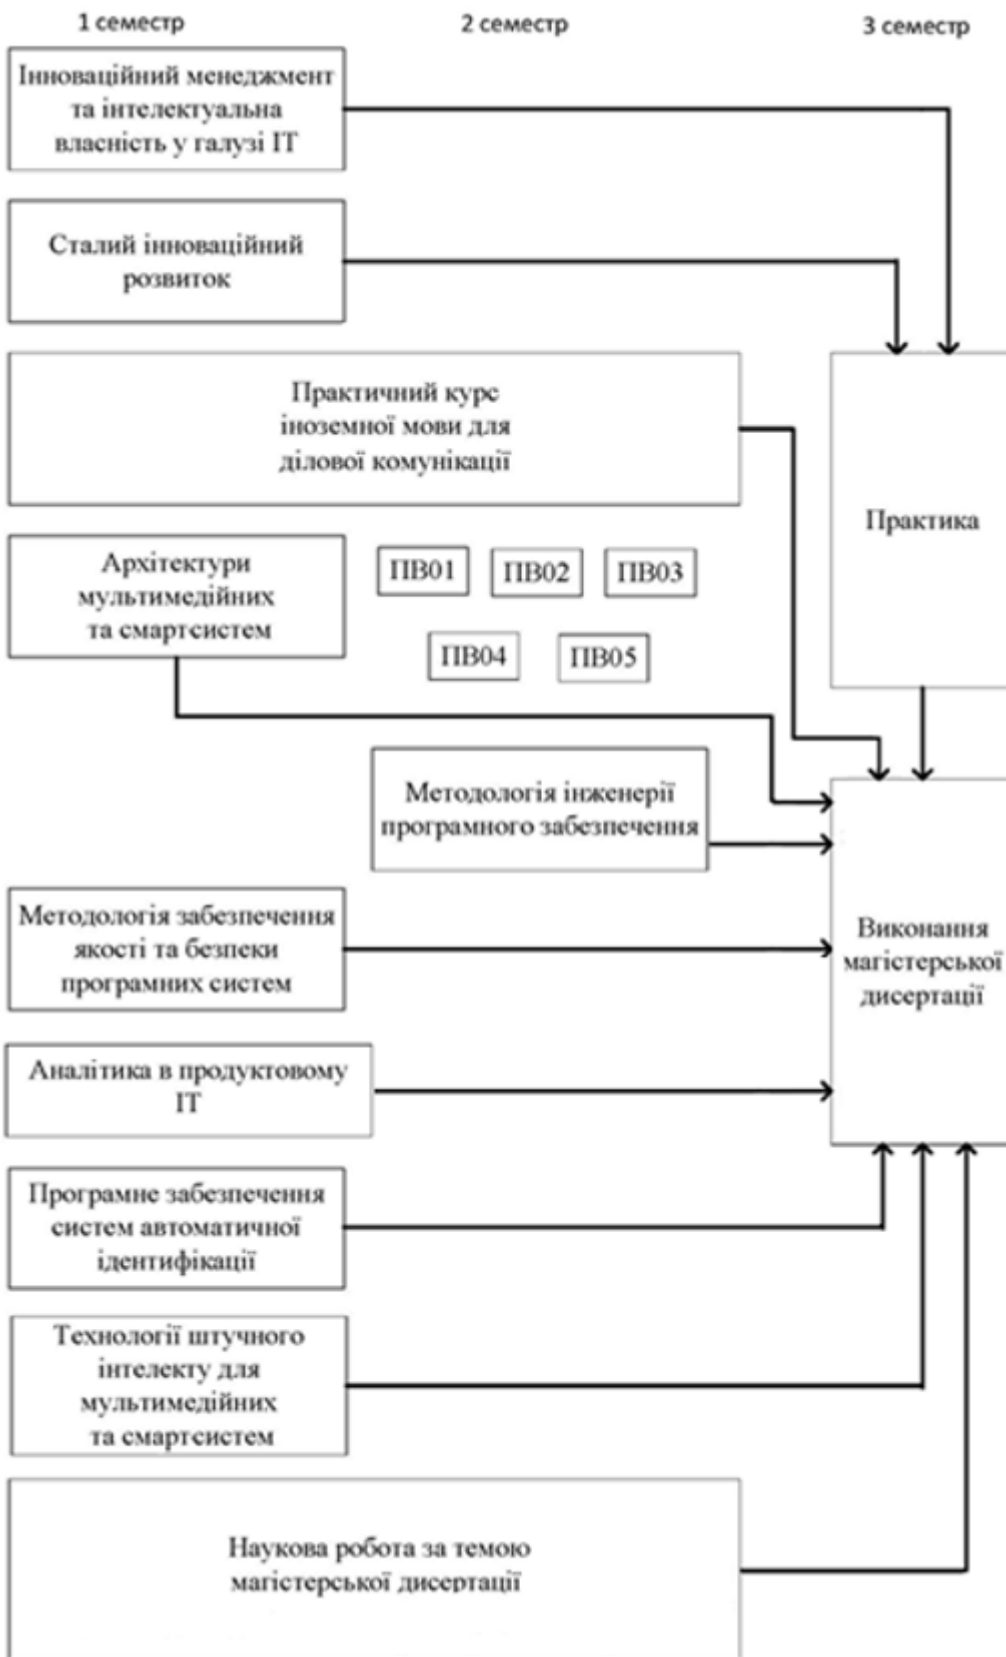 1 семестр
2 семестр
3 семестр
Інноваційний менеджмент
та інтелектуальна
власність у галузі ІТ
Сталий інноваційний
розвиток
Практичний курс
іноземної мови для
ділової комунікації
Практика
Архітектури
мультимедійних
та смартсистем
ПВ01
ПВ02
ПВ03
ПВ04
ПВ05
Методологія інженерії
програмного забезпечення
Методологія забезпечення
якості та безпеки
програмних систем
Виконання
магістерської
дисертації
Аналітика в продуктовому
ІТ
Програмне забезпечення
систем автоматичної
ідентифікації
Технології штучного
інтелекту для
мультимедійних
та смартсистем
Наукова робота за темою
магістерської дисертації